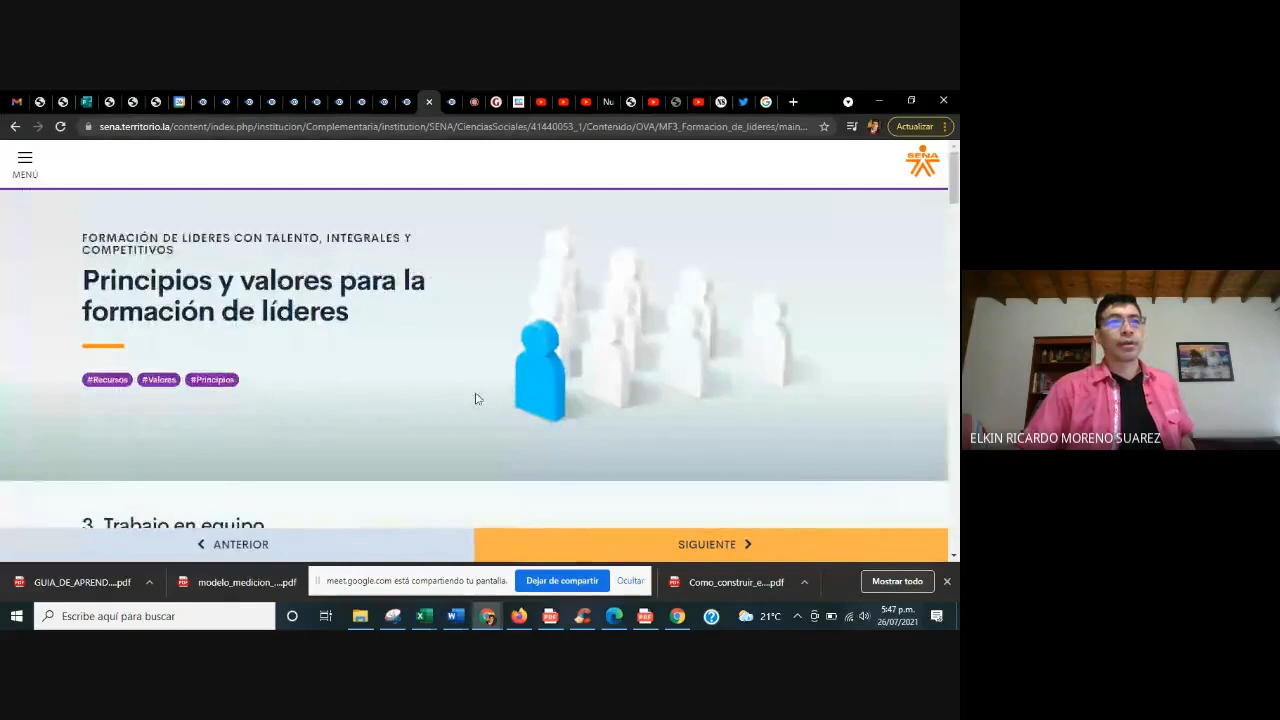 Nu
sena.territorio.la/content/index.php/institucion/Complementaria/institution/SENA/CienciasSociales/41440053_1/Contenido/OVA/MF3_Formacion_de_lideres/main...
Actualizar
MENÚ
SENA
FORMACIÓN DE LÍDERES CON TALENTO, INTEGRALES Y
COMPETITIVOS
Principios y valores para la
formación de líderes
#Recursos #Valores #Principios
3. Trabajo en equipo
ANTERIOR
SIGUIENTE
ELKIN RICARDO MORENO SUAREZ
GUIA_DE_APREND....pdf
modelo_medicion_....pdf
meet.google.com está compartiendo tu pantalla.
Dejar de compartir
Ocultar
Como_construir_e....pdf
Mostrar todo
Escribe aquí para buscar
21°C
5:47 p.m.
26/07/2021